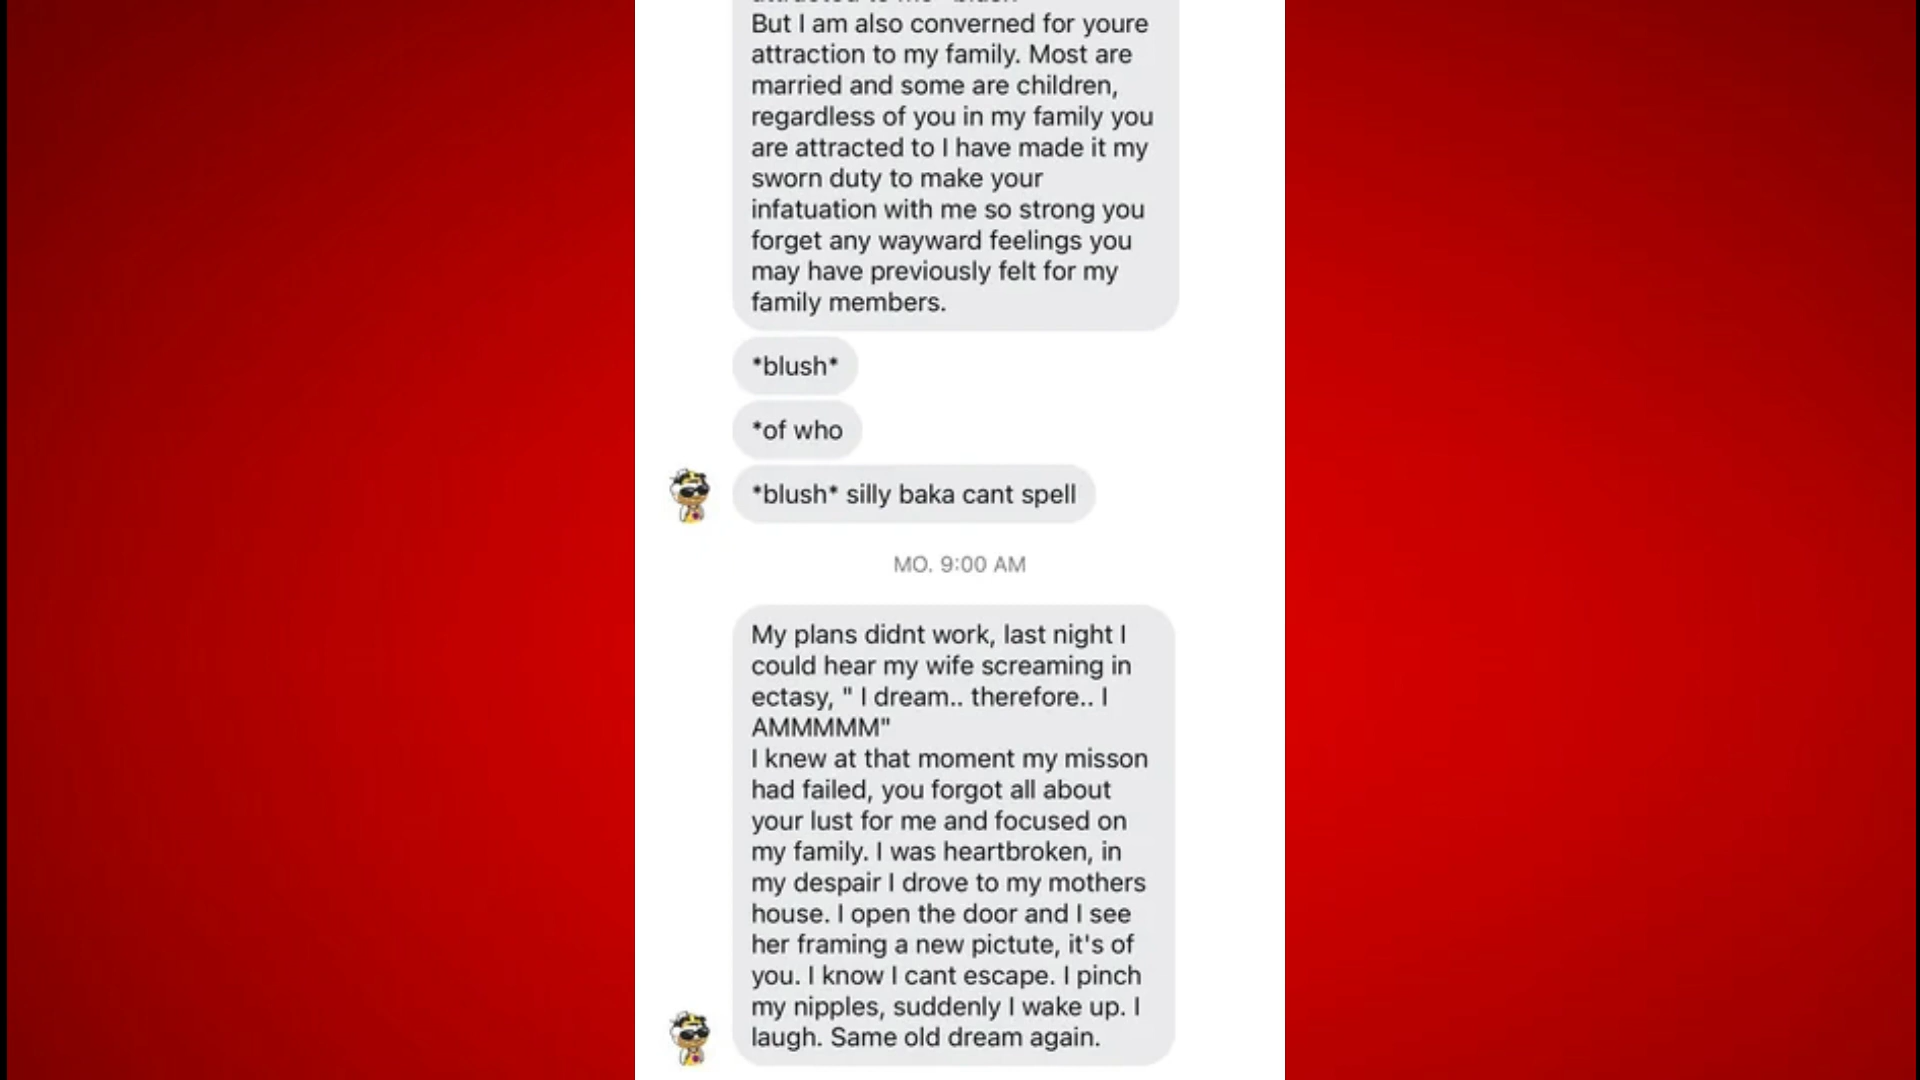 But I am also converned for youre
attraction to my family. Most are
married and some are children,
regardless of you in my family you
are attracted to I have made it my
sworn duty to make your
infatuation with me so strong you
forget any wayward feelings you
may have previously felt for my
family members.
*blush*
*of who
*blush* silly baka cant spell
MO. 9:00 AM
My plans didnt work, last night I
could hear my wife screaming in
ectasy, " I dream.. therefore.. I
AMMMMM"
I knew at that moment my misson
had failed, you forgot all about
your lust for me and focused on
my family. I was heartbroken, in
my despair I drove to my mothers
house. I open the door and I see
her framing a new pictute, it's of
you. I know I cant escape. I pinch
my nipples, suddenly I wake up. I
laugh. Same old dream again.